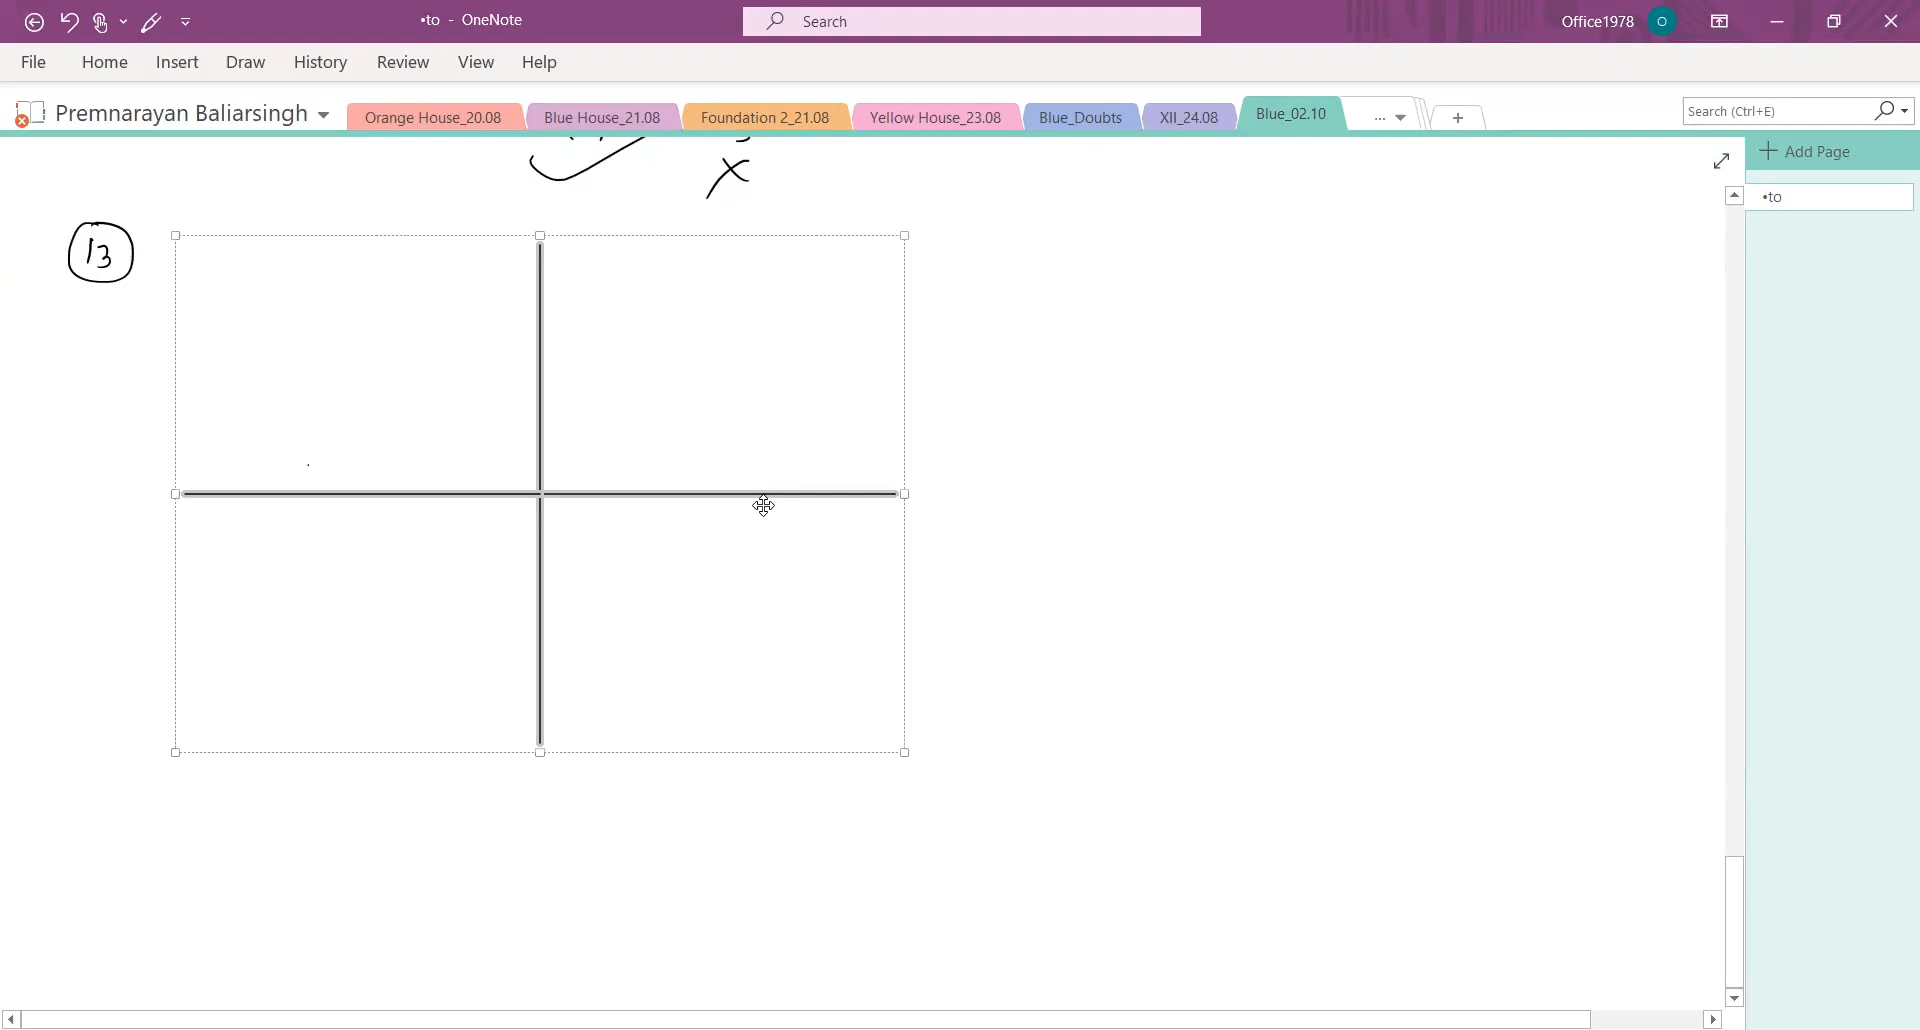 •to - OneNote
Search
Office1978
O
File Home Insert Draw History Review View Help
Premnarayan Baliarsingh
Orange House_20.08
Blue House_21.08
Foundation 2_21.08
Yellow House_23.08
Blue_Doubts
XII_24.08
Blue_02.10
...
+
Search (Ctrl+E)
Add Page
•to
x
13